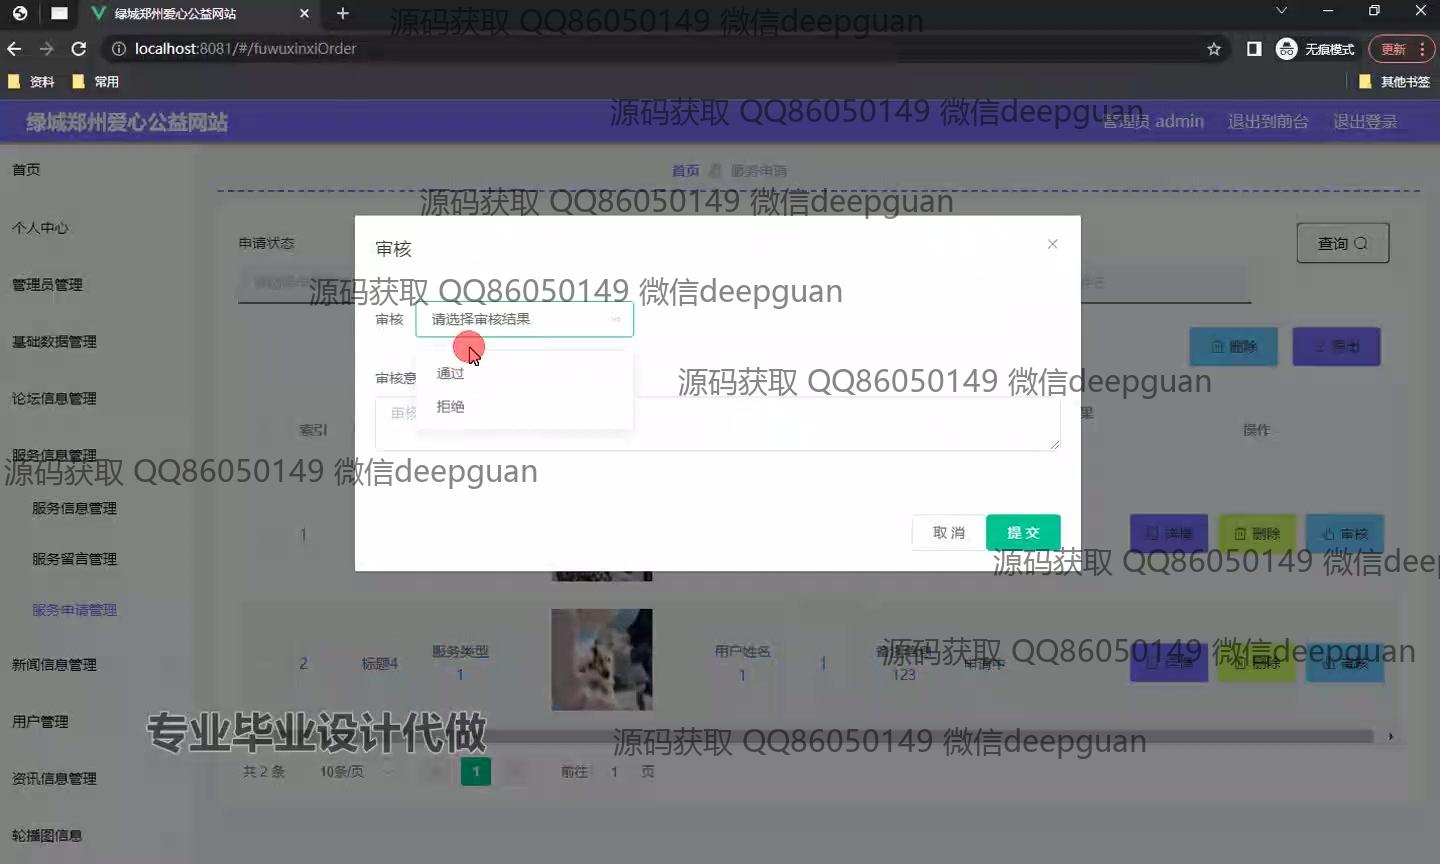 绿城郑州爱心公益网站
源码获取 QQ86050149 微信deepguan
localhost:8081/#/fuwuxinxiOrder
无痕模式
更新
资料
常用
其他书签
绿城郑州爱心公益网站
源码获取 QQ86050149 微信deepguan
管理员 admin
退出到前台
退出登录
首页
首页
服务申请
源码获取 QQ86050149 微信deepguan
个人中心
申请状态
审核
查询
管理员管理
源码获取 QQ86050149 微信deepguan
审核
请选择审核结果
基础数据管理
删除
导出
通过
审核意
源码获取 QQ86050149 微信deepguan
论坛信息管理
拒绝
审核
索引
操作
服务信息管理
源码获取 QQ86050149 微信deepguan
服务信息管理
1
取消
提交
详情
删除
审核
服务留言管理
源码获取 QQ86050149 微信deep
服务申请管理
2
标题4
服务类型1
用户姓名1
1
123
申请中
源码获取 QQ86050149 微信deepguan
详情
删除
审核
新闻信息管理
用户管理
专业毕业设计代做
源码获取 QQ86050149 微信deepguan
资讯信息管理
共 2 条
10条/页
1
前往
1
页
轮播图信息